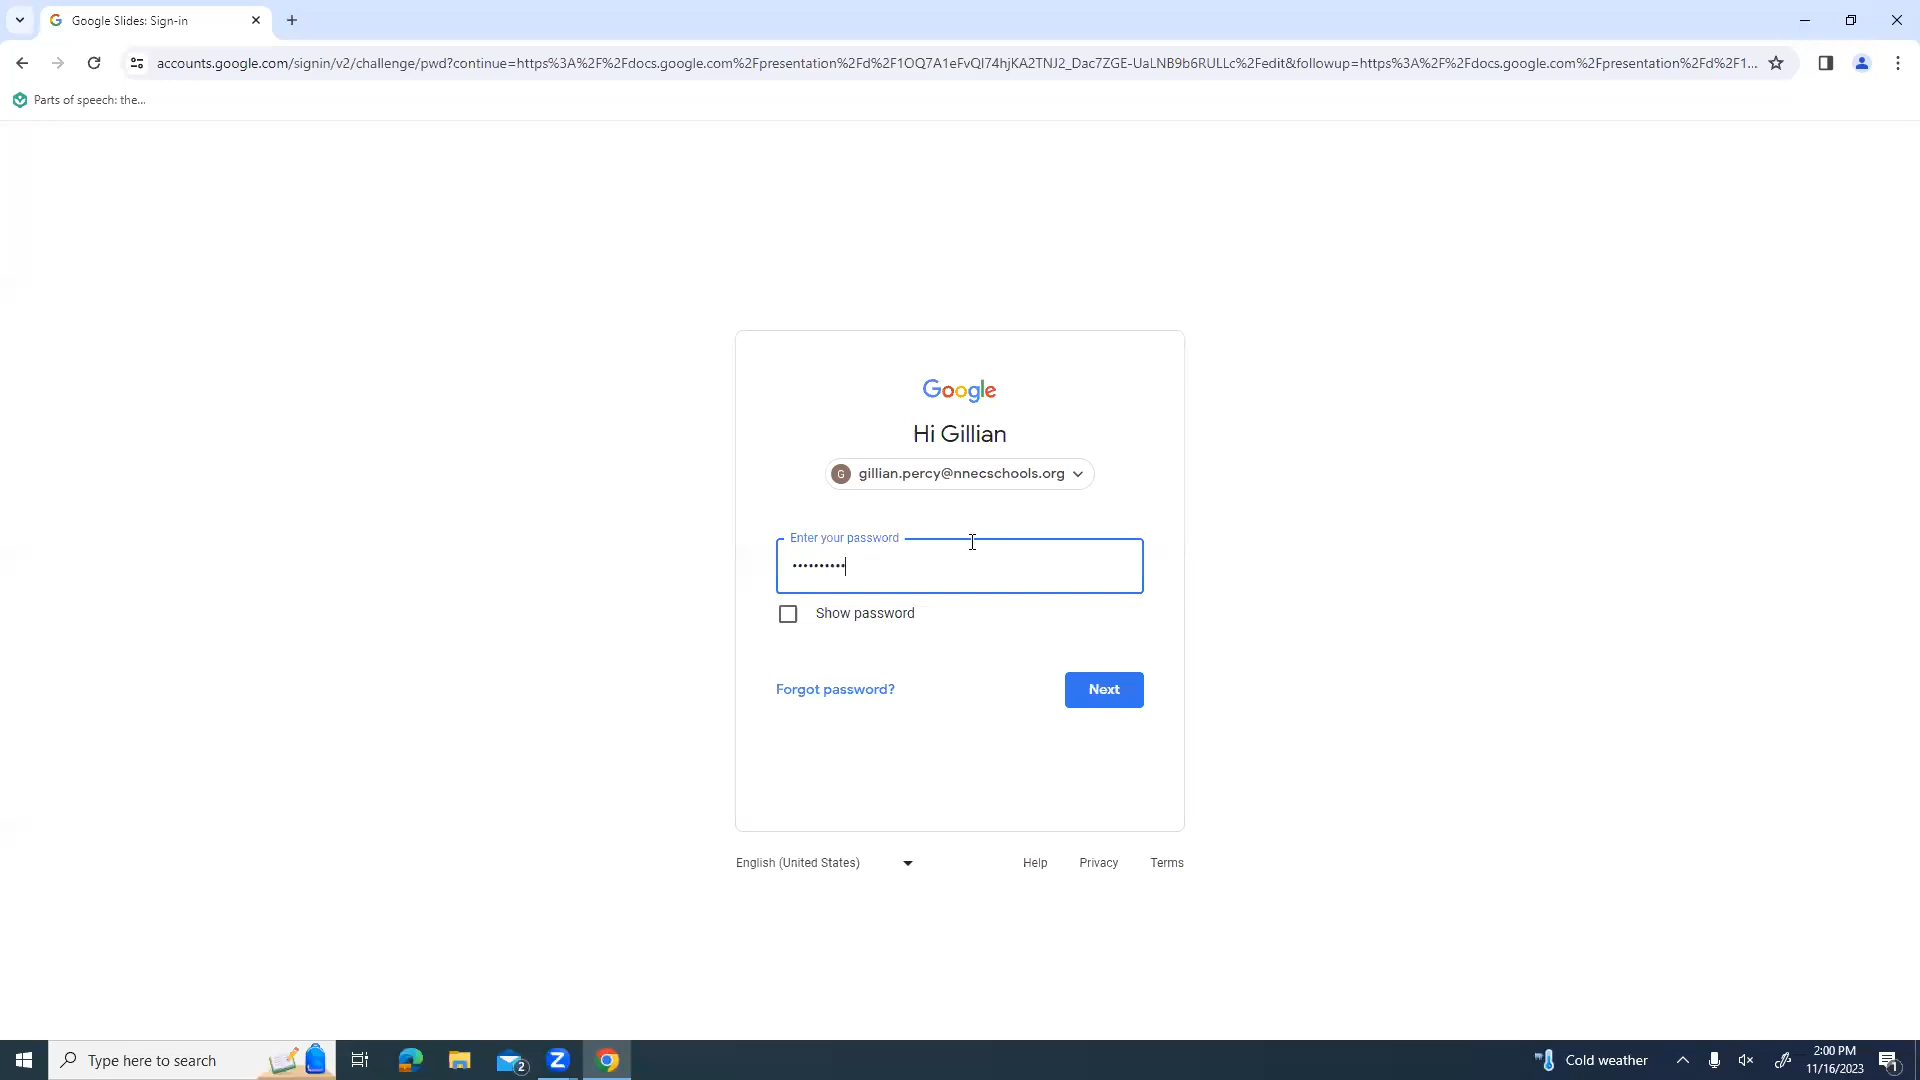 Google Slides: Sign-in
accounts.google.com/signin/v2/challenge/pwd?continue=https%3A%2F%2Fdocs.google.com%2Fpresentation%2Fd%2F1OQ7A1eFvQI74hjKA2TNJ2_Dac7ZGE-UaLNB9b6RULLc%2Fedit&followup=https%3A%2F%2Fdocs.google.com%2Fpresentation%2Fd%2F1...
Parts of speech: the...
Google
Hi Gillian
G gillian.percy@nnecschools.org
Enter your password
••••••••••
Show password
Forgot password?
Next
English (United States)
Help Privacy Terms
Type here to search
2
Z
Cold weather
2:00 PM
11/16/2023
1